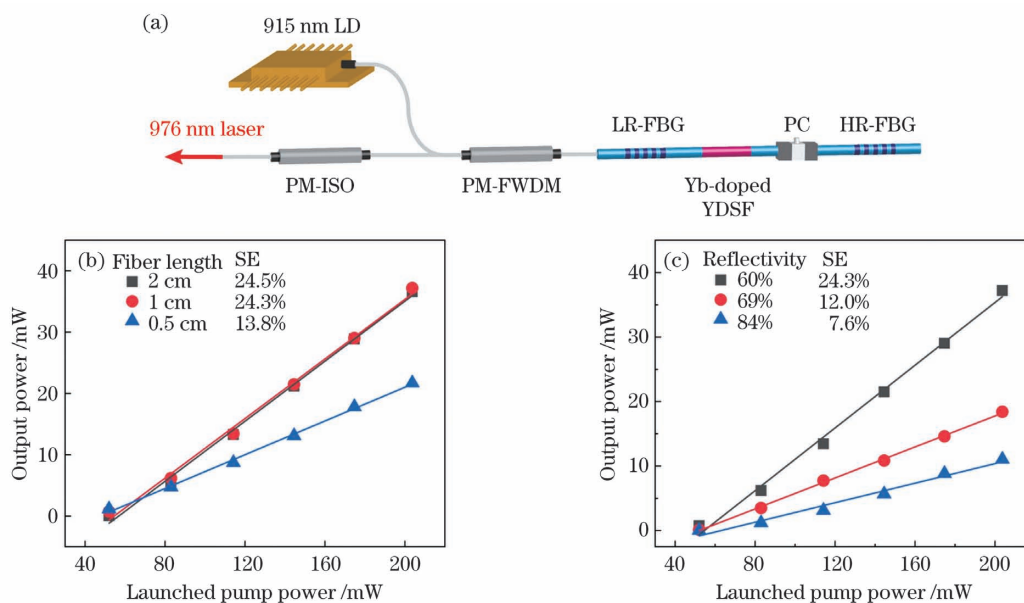 (a)
915 nm LD
976 nm laser
LR-FBG
PC
HR-FBG
PM-ISO
PM-FWDM
Yb-doped
YDSF
(b)
Fiber length SE
2 cm 24.5%
1 cm 24.3%
0.5 cm 13.8%
Output power /mW
40
30
20
10
0
40 80 120 160 200
Launched pump power /mW
(c)
Reflectivity SE
60% 24.3%
69% 12.0%
84% 7.6%
Output power /mW
40
30
20
10
0
40 80 120 160 200
Launched pump power /mW